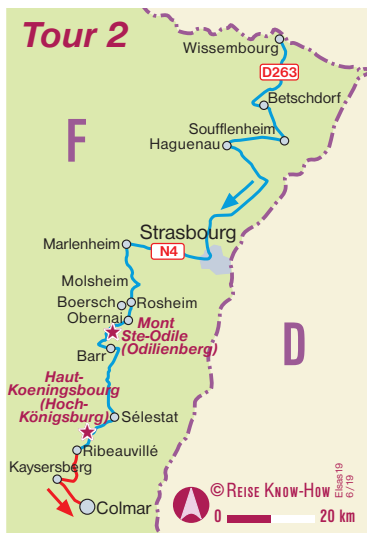 Tour 2
Wissembourg
D263
Betschdorf
Soufflenheim
Haguenau
F
Strasbourg
Marlenheim
N4
Molsheim
Boersch
Rosheim
Obernai
Mont
Ste-Odile
(Odilienberg)
Barr
D
Haut-
Koeningsbourg
(Hoch-
Königsburg)
Sélestat
Ribeauvillé
Kaysersberg
Colmar
© REISE KNOW-HOW
Elsas19
6/19
0 20 km